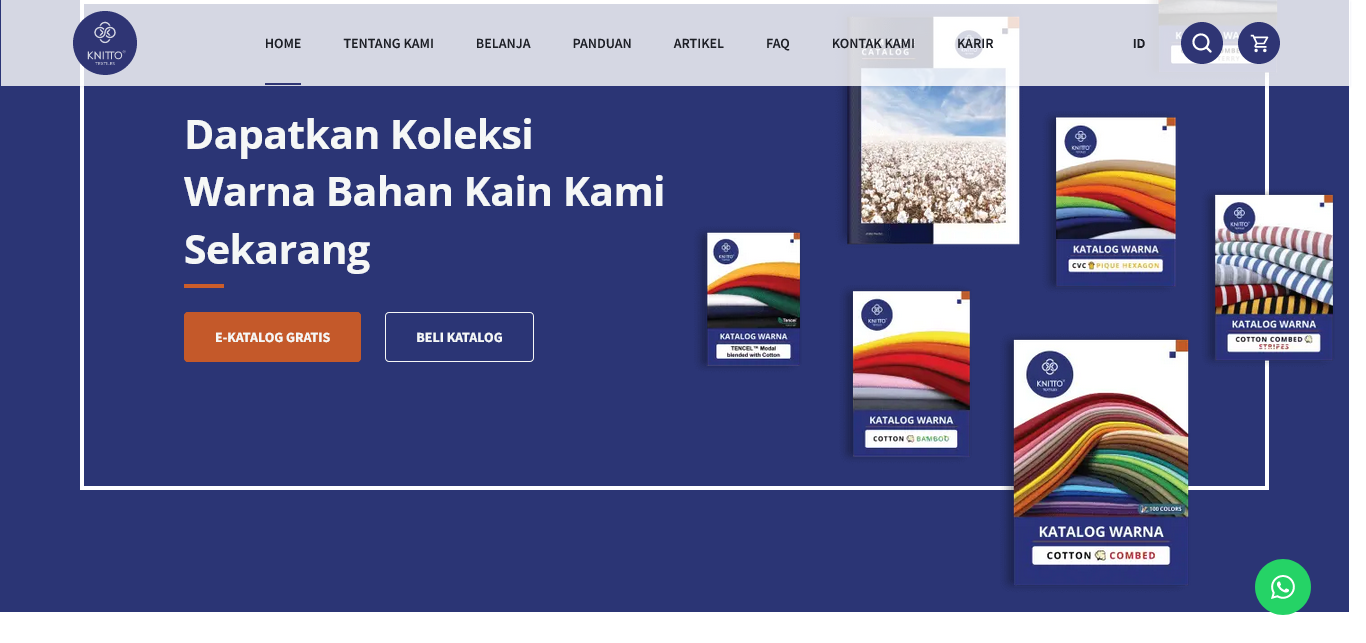 KNITTO
TEXTILES
HOME
TENTANG KAMI
BELANJA
PANDUAN
ARTIKEL
FAQ
KONTAK KAMI
KARIR
ID
CATALOG
Dapatkan Koleksi
Warna Bahan Kain Kami
Sekarang
E-KATALOG GRATIS
BELI KATALOG
KNITTO
KATALOG WARNA
TENCEL™ Modal
blended with Cotton
KNITTO
KATALOG WARNA
COTTON BAMBOO
KNITTO
KATALOG WARNA
CVC PIQUE HEXAGON
KNITTO
KATALOG WARNA
COTTON COMBED
STRIPES
KNITTO
100 COLORS
KATALOG WARNA
COTTON COMBED